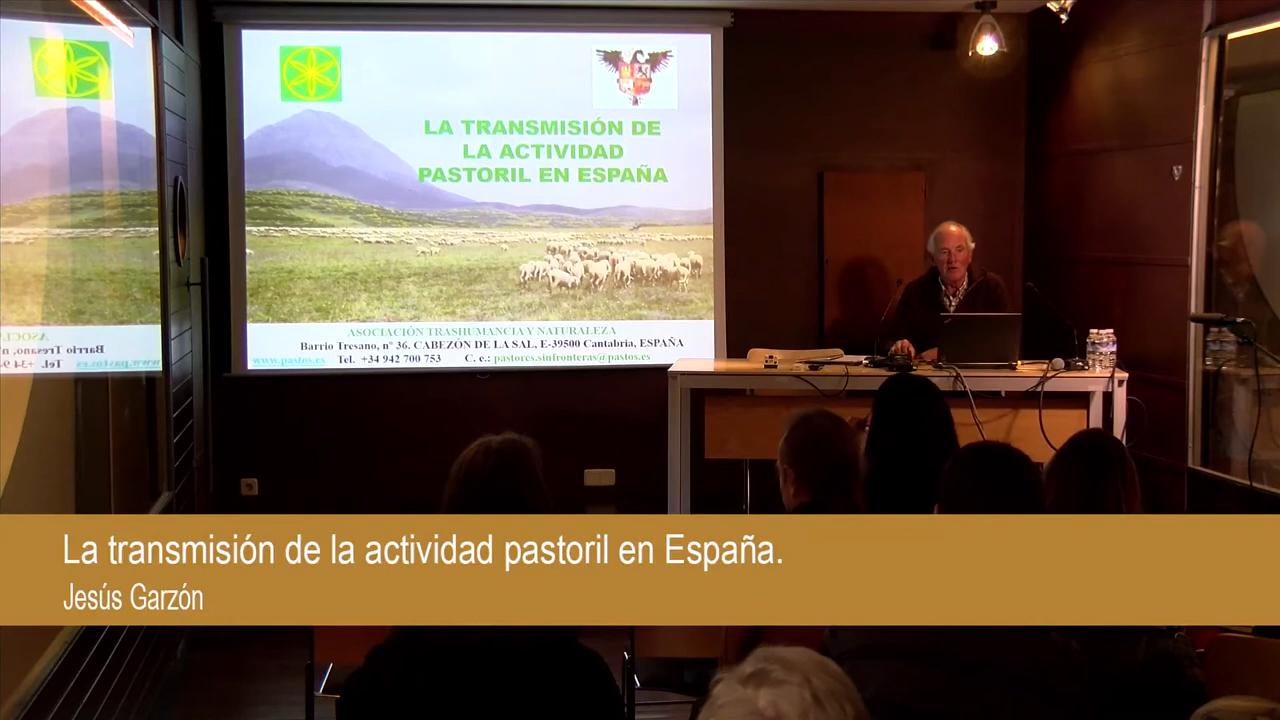 LA TRANSMISIÓN DE
LA ACTIVIDAD
PASTORIL EN ESPAÑA
ASOCIACIÓN TRASHUMANCIA Y NATURALEZA
Barrio Tresano, nº 36. CABEZÓN DE LA SAL, E-39500 Cantabria, ESPAÑA
www.pastos.es Tel. +34 942 700 753 C. e.: pastores.sinfronteras@pastos.es
La transmisión de la actividad pastoril en España.
Jesús Garzón